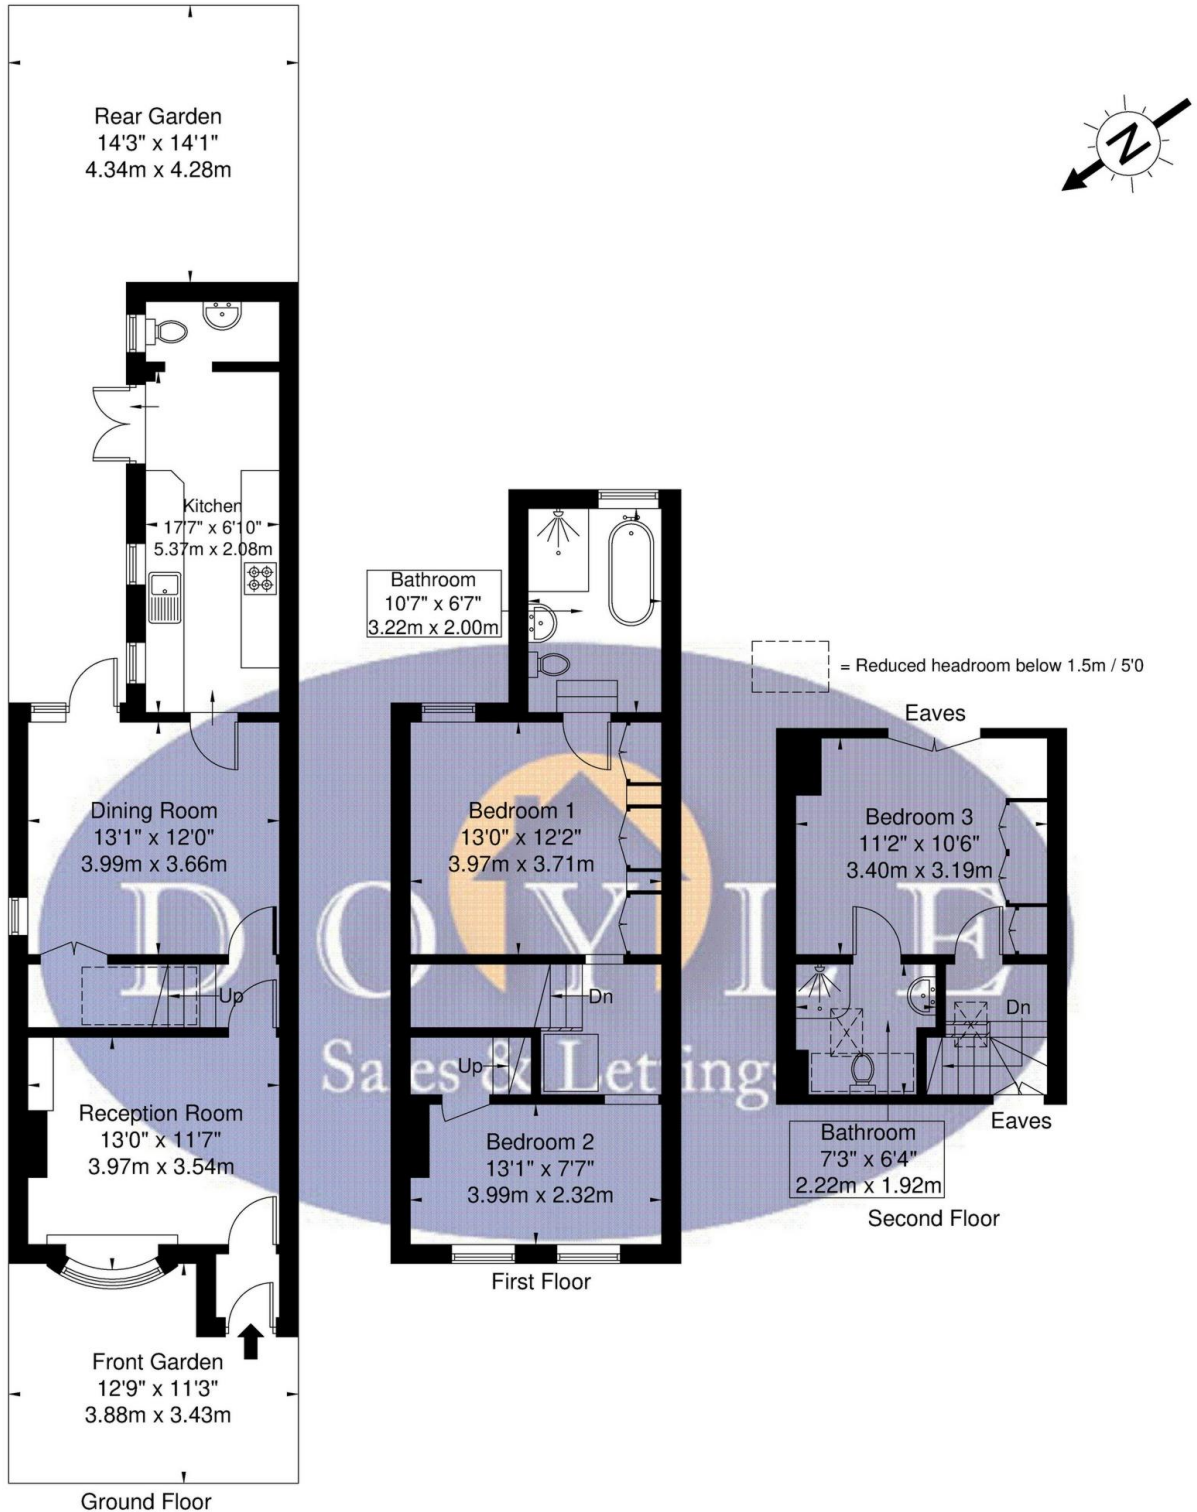 Rear Garden
14'3" x 14'1"
4.34m x 4.28m
N
Kitchen
17'7" x 6'10"
5.37m x 2.08m
Bathroom
10'7" x 6'7"
3.22m x 2.00m
= Reduced headroom below 1.5m / 5'0
Eaves
Dining Room
13'1" x 12'0"
3.99m x 3.66m
Bedroom 1
13'0" x 12'2"
3.97m x 3.71m
Bedroom 3
11'2" x 10'6"
3.40m x 3.19m
DOYLE
Sales & Lettings
Up
Dn
Dn
Up
Reception Room
13'0" x 11'7"
3.97m x 3.54m
Bedroom 2
13'1" x 7'7"
3.99m x 2.32m
Eaves
Bathroom
7'3" x 6'4"
2.22m x 1.92m
Second Floor
First Floor
Front Garden
12'9" x 11'3"
3.88m x 3.43m
Ground Floor